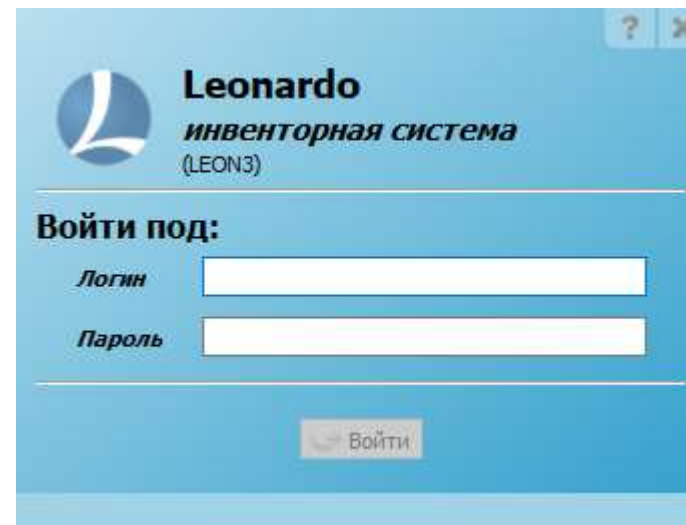 ?
Leonardo
инвенторная система
(LEON3)
Войти под:
Логин
Пароль
Войти